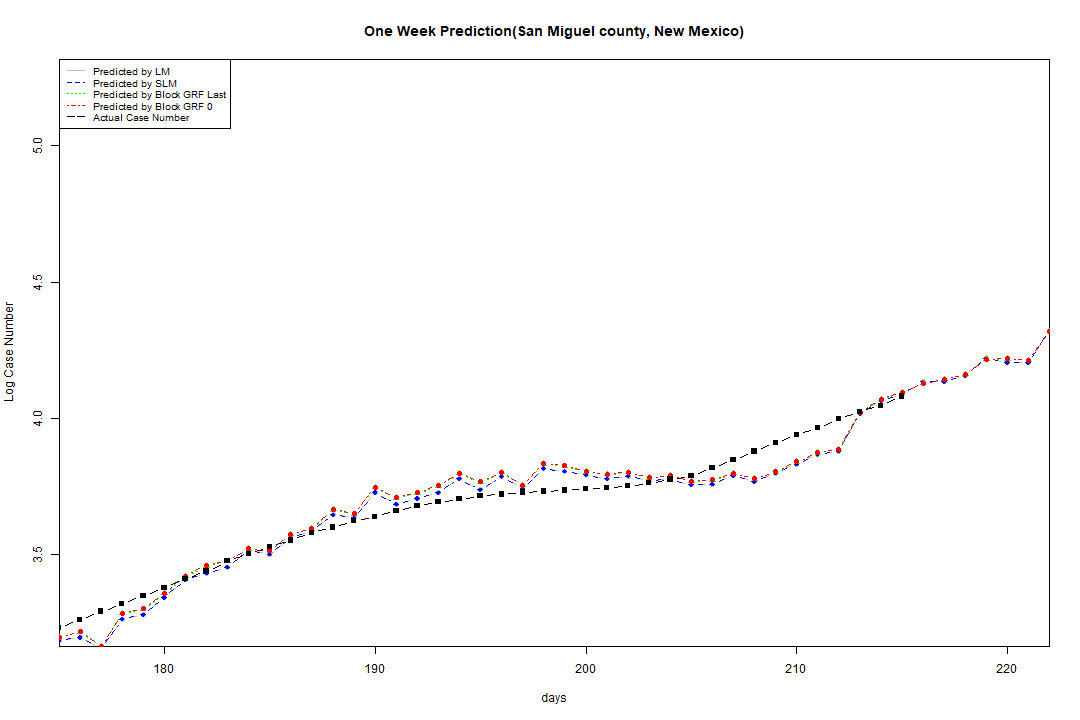 One Week Prediction(San Miguel county, New Mexico)
Predicted by LM
Predicted by SLM
Predicted by Block GRF Last
Predicted by Block GRF 0
Actual Case Number
5.0
4.5
4.0
3.5
Log Case Number
180 190 200 210 220
days